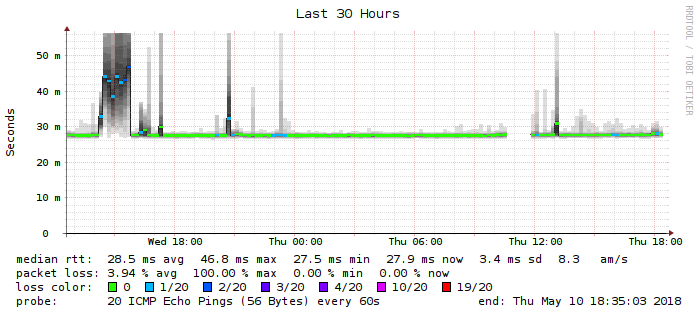 Last 30 Hours
RRDTOOL / TOBI OETIKER
Seconds
50 m
40 m
30 m
20 m
10 m
0
Wed 18:00 Thu 00:00 Thu 06:00 Thu 12:00 Thu 18:00
median rtt: 28.5 ms avg 46.8 ms max 27.5 ms min 27.9 ms now 3.4 ms sd 8.3 am/s
packet loss: 3.94 % avg 100.00 % max 0.00 % min 0.00 % now
loss color: 0 1/20 2/20 3/20 4/20 10/20 19/20
probe: 20 ICMP Echo Pings (56 Bytes) every 60s end: Thu May 10 18:35:03 2018